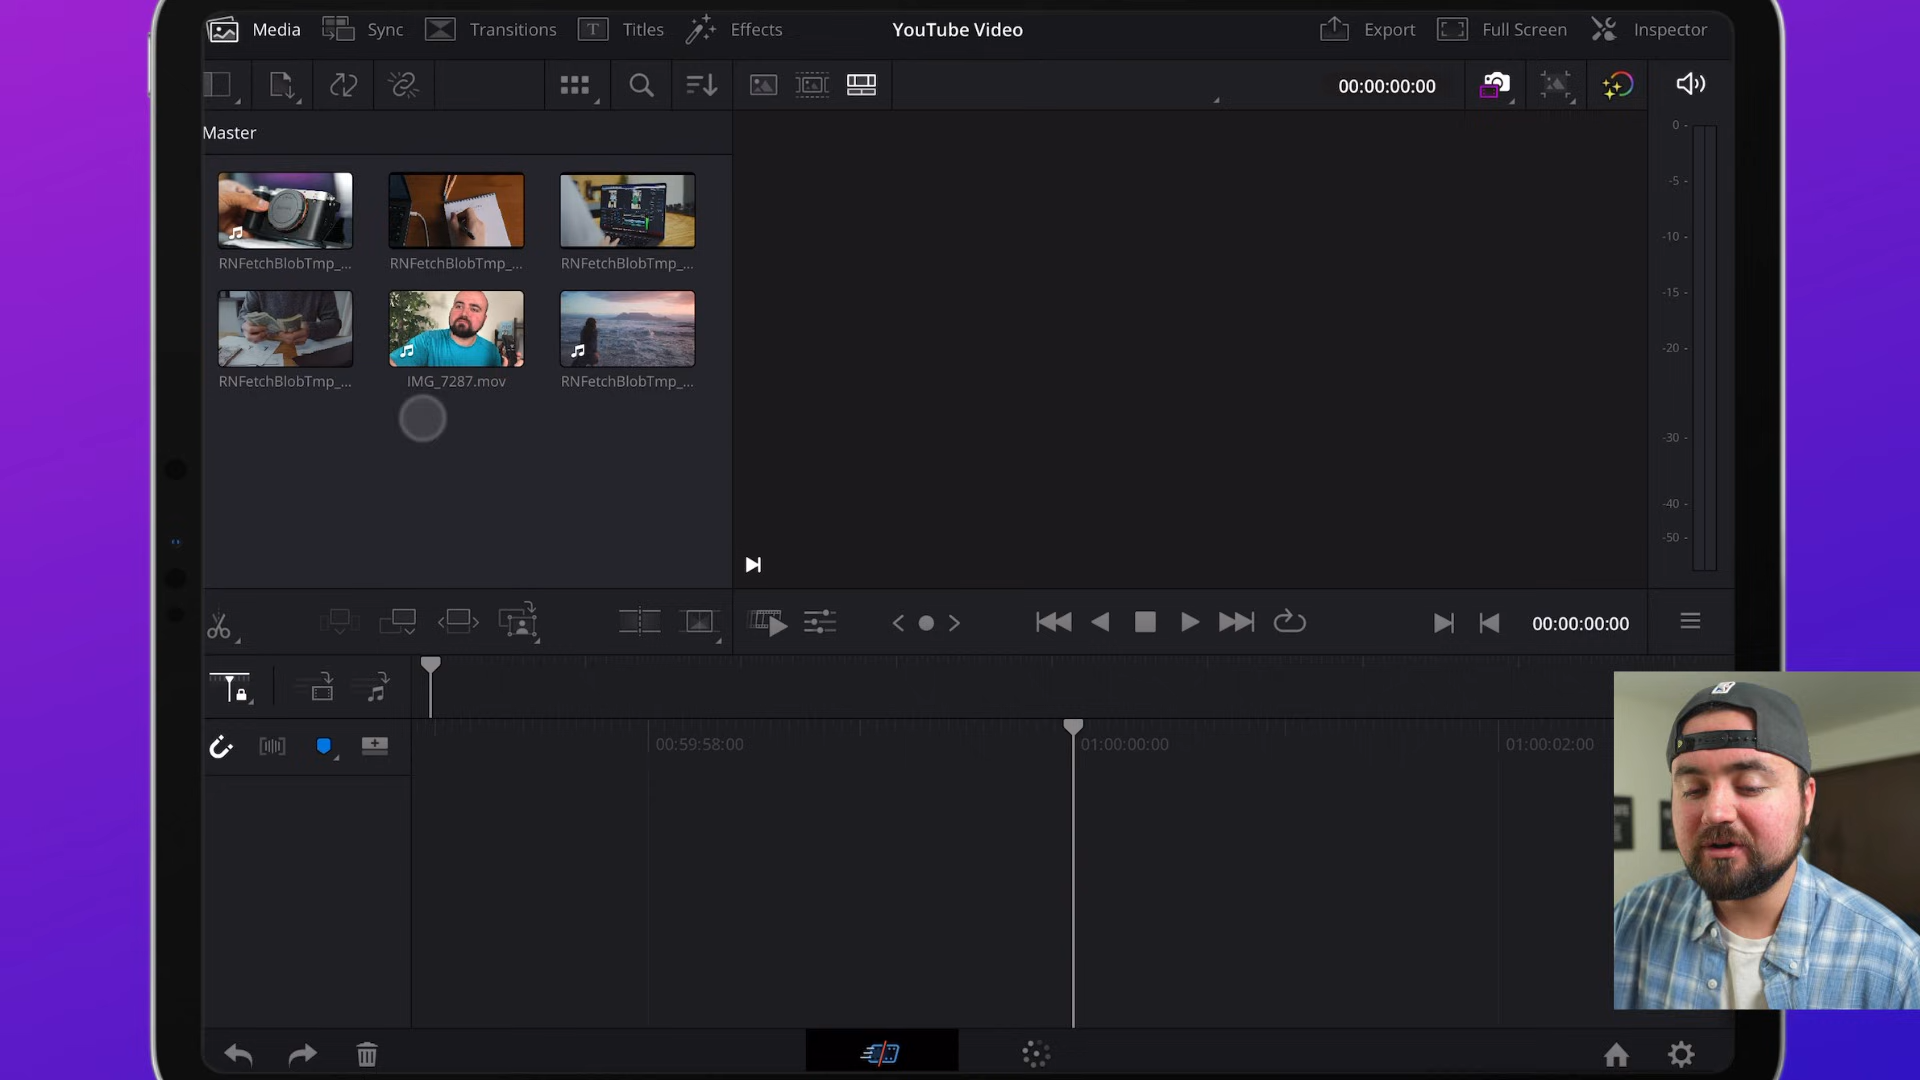 Media
Sync
Transitions
Titles
Effects
YouTube Video
Export
Full Screen
Inspector
00:00:00:00
Master
0
-5
-10
-15
-20
-30
-40
-50
RNFetchBlobTmp_...
RNFetchBlobTmp_...
RNFetchBlobTmp_...
RNFetchBlobTmp_...
IMG_7287.mov
RNFetchBlobTmp_...
00:00:00:00
00:59:58:00
01:00:00:00
01:00:02:00